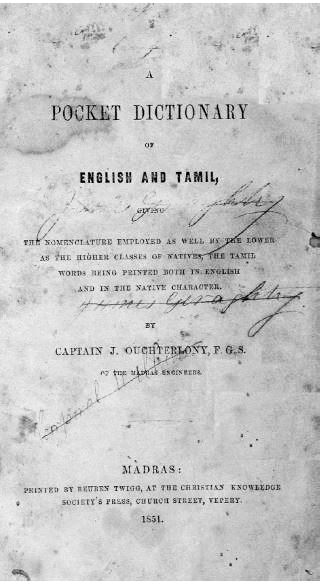 A
POCKET DICTIONARY
OF
ENGLISH AND TAMIL,
GIVING
THE NOMENCLATURE EMPLOYED AS WELL BY THE LOWER
AS THE HIGHER CLASSES OF NATIVES, THE TAMIL
WORDS BEING PRINTED BOTH IN ENGLISH
AND IN THE NATIVE CHARACTER.
BY
CAPTAIN J. OUCHTERLONY, F.G.S.
OF THE MADRAS ENGINEERS.
MADRAS:
PRINTED BY REUBEN TWIGG, AT THE CHRISTIAN KNOWLEDGE
SOCIETY'S PRESS, CHURCH STREET, VEPERY.
1851.